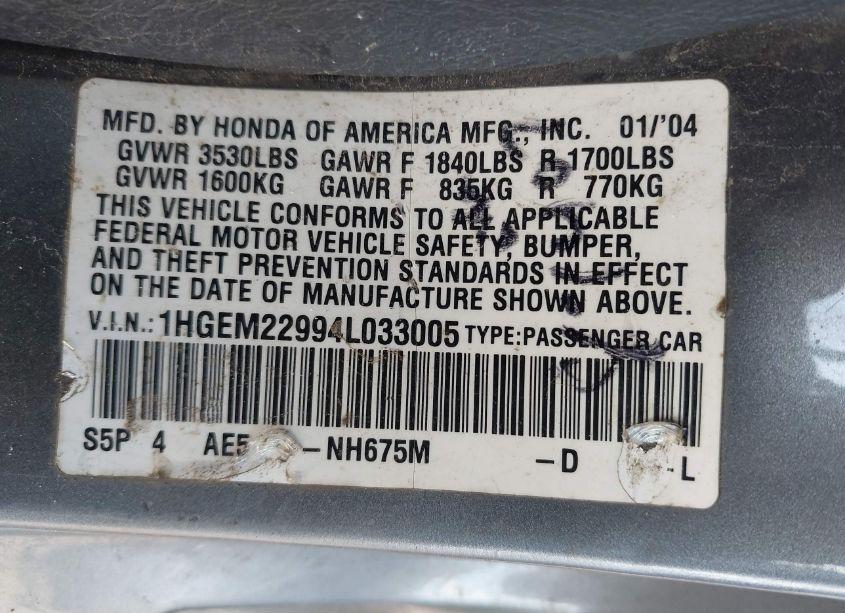 MFD. BY HONDA OF AMERICA MFG., INC. 01/'04
GVWR 3530LBS GAWR F 1840LBS R 1700LBS
GVWR 1600KG GAWR F 835KG R 770KG
THIS VEHICLE CONFORMS TO ALL APPLICABLE
FEDERAL MOTOR VEHICLE SAFETY, BUMPER,
AND THEFT PREVENTION STANDARDS IN EFFECT
ON THE DATE OF MANUFACTURE SHOWN ABOVE.
V.I.N.: 1HGEM22994L033005 TYPE:PASSENGER CAR
S5P 4 AE5 -NH675M -D -L